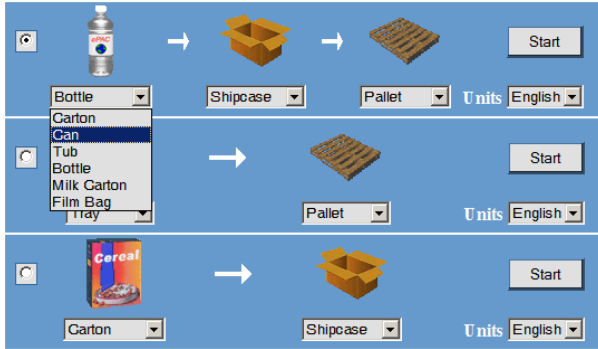 ePAC
Start
Bottle
Shipcase
Pallet
Units
English
Carton
Can
Tub
Bottle
Milk Carton
Film Bag
Start
Tray
Pallet
Units
English
Cereal
Start
Carton
Shipcase
Units
English